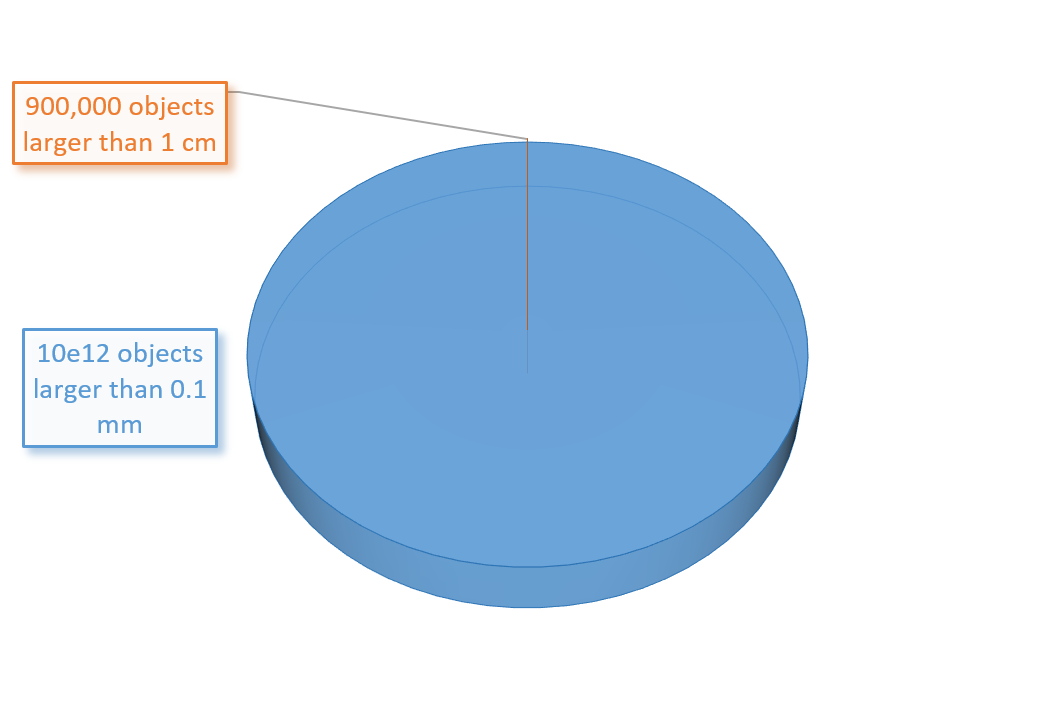 900,000 objects
larger than 1 cm
10e12 objects
larger than 0.1
mm